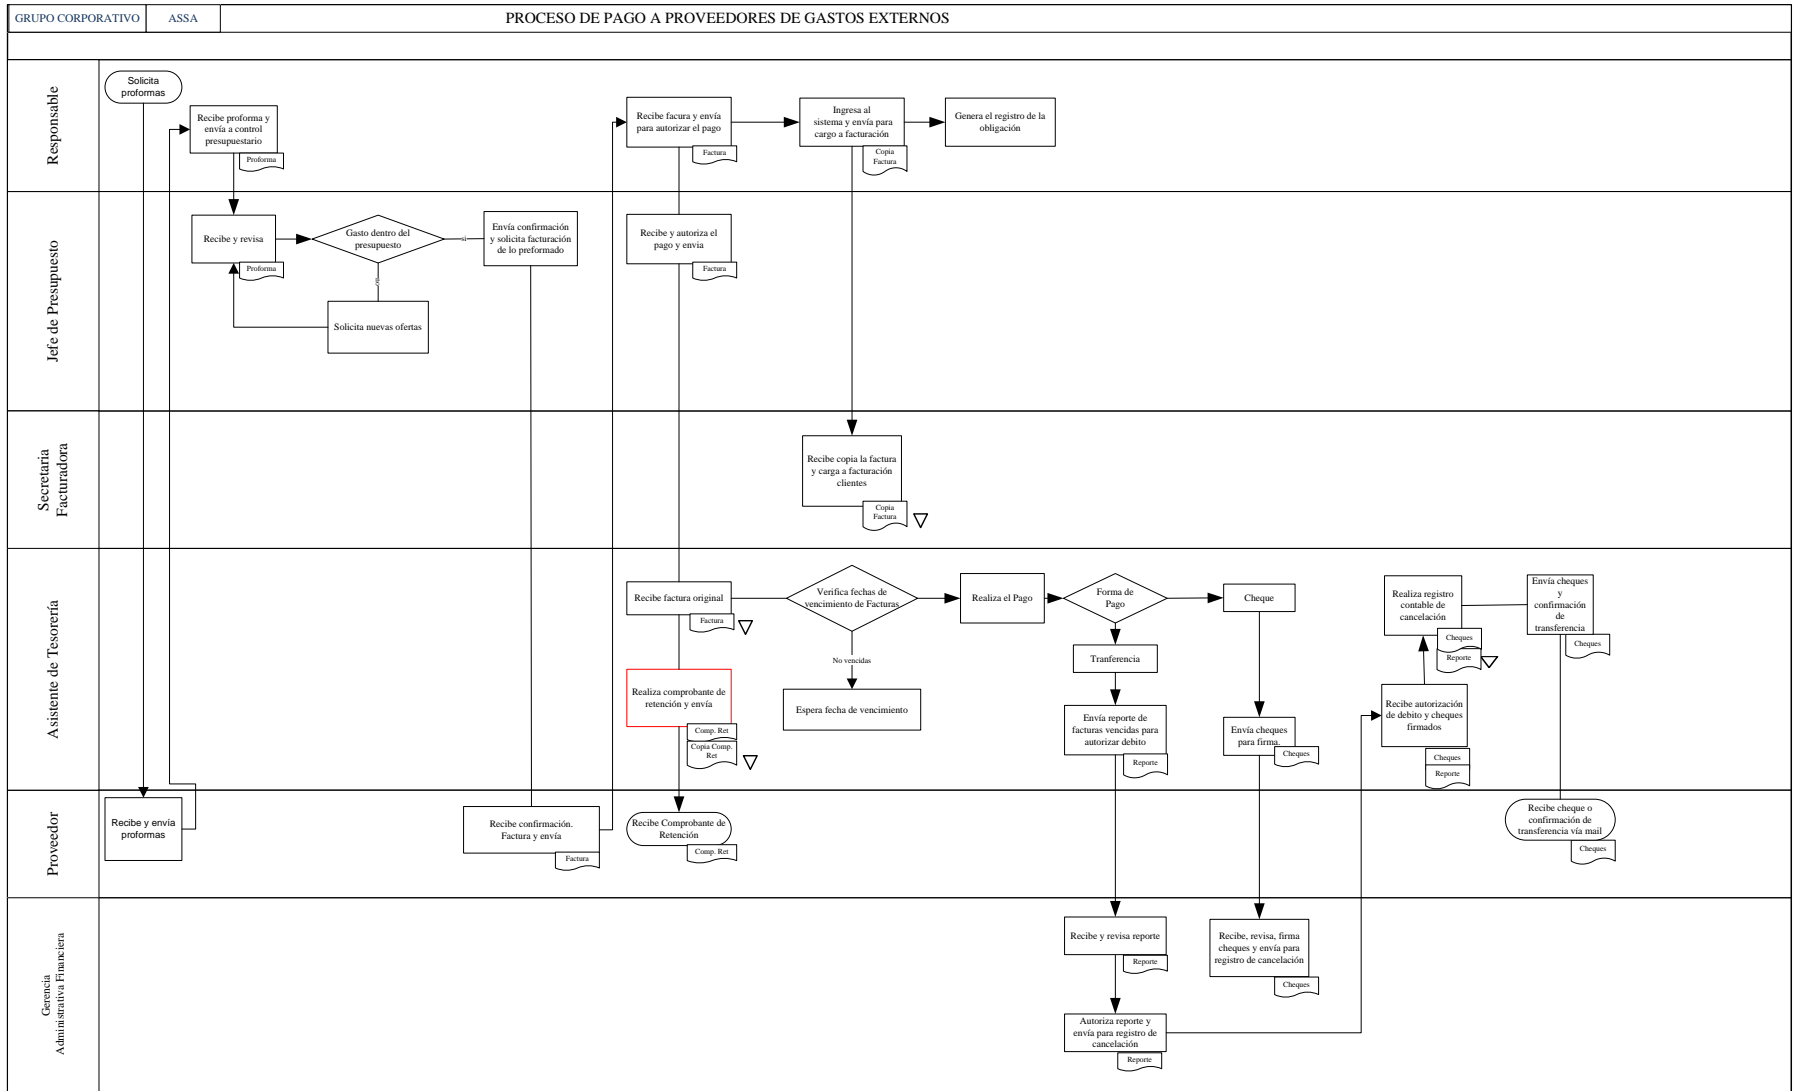 GRUPO CORPORATIVO
ASSA
PROCESO DE PAGO A PROVEEDORES DE GASTOS EXTERNOS
Responsable
Solicita
proformas
Recibe proforma y
envía a control
presupuestario
Proforma
Recibe facura y envía
para autorizar el pago
Factura
Ingresa al
sistema y envía para
cargo a facturación
Copia
Factura
Genera el registro de la
obligación
Jefe de Presupuesto
Recibe y revisa
Proforma
Gasto dentro del
presupuesto
si
Envía confirmación
y solicita facturación
de lo preformado
Solicita nuevas ofertas
Recibe y autoriza el
pago y envia
Factura
Secretaria
Facturadora
Recibe copia la factura
y carga a facturación
clientes
Copia
Factura
Asistente de Tesorería
Recibe factura original
Factura
Verifica fechas de
vencimiento de Facturas
No vencidas
Espera fecha de vencimiento
Realiza el Pago
Forma de
Pago
Cheque
Tranferencia
Realiza comprobante de
retención y envía
Comp. Ret
Copia Comp.
Ret
Envía reporte de
facturas vencidas para
autorizar debito
Reporte
Envía cheques
para firma.
Cheques
Realiza registro
contable de
cancelación
Cheques
Reporte
Recibe autorización
de debito y cheques
firmados
Cheques
Reporte
Envía cheques
y
confirmación
de
transferencia
Cheques
Proveedor
Recibe y envía
proformas
Recibe confirmación.
Factura y envía
Factura
Recibe Comprobante de
Retención
Comp. Ret
Recibe cheque o
confirmación de
transferencia vía mail
Cheques
Gerencia
Administrativa Financiera
Recibe y revisa reporte
Reporte
Recibe, revisa, firma
cheques y envía para
registro de cancelación
Cheques
Autoriza reporte y
envía para registro de
cancelación
Reporte